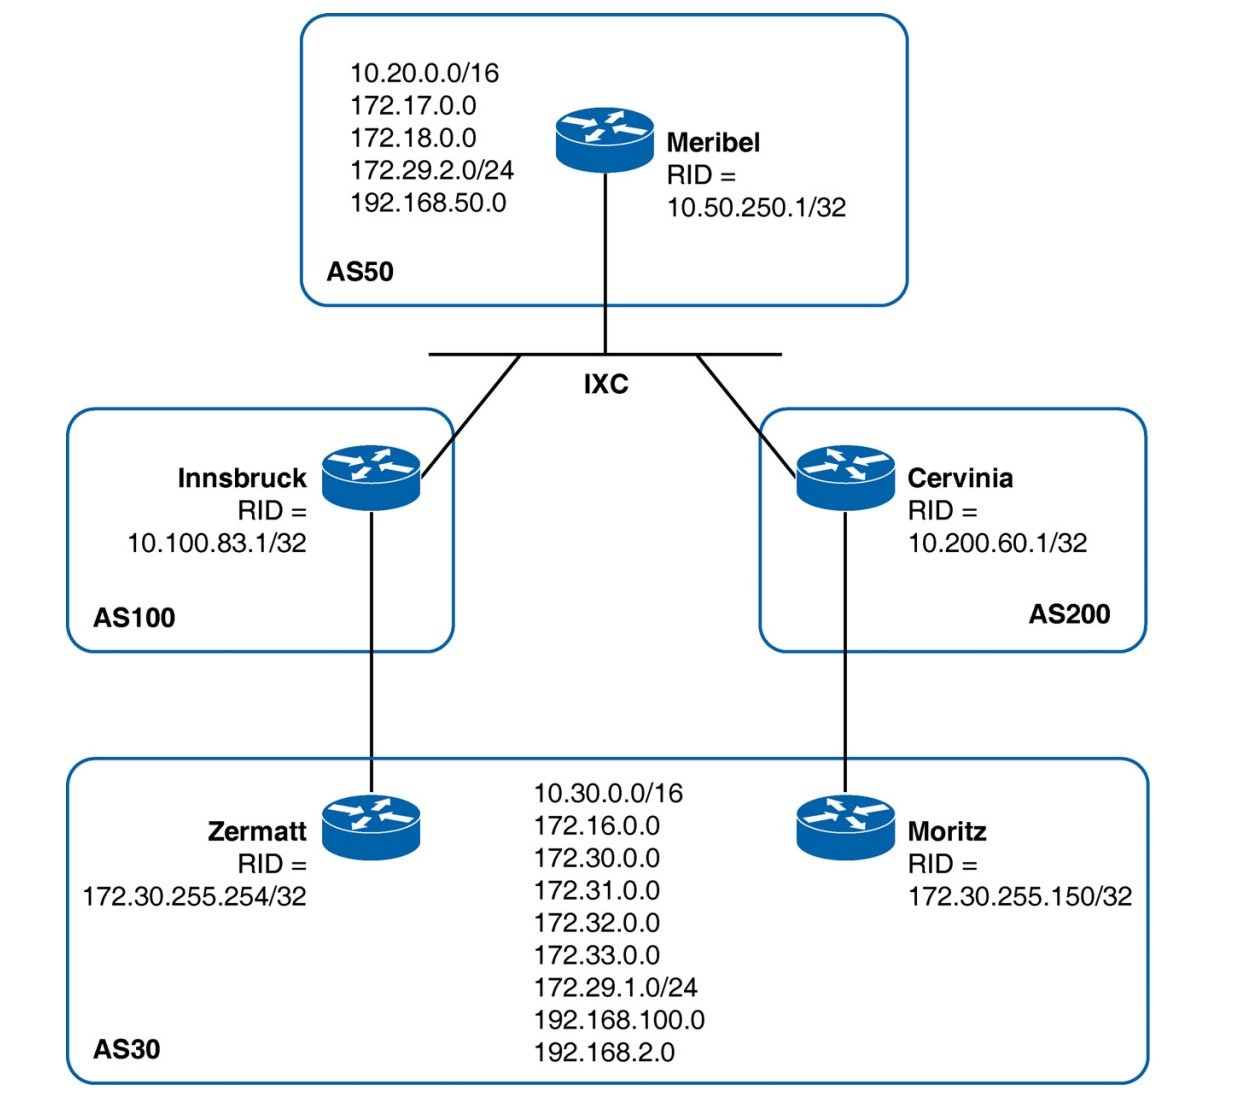 10.20.0.0/16
172.17.0.0
172.18.0.0
172.29.2.0/24
192.168.50.0
Meribel
RID =
10.50.250.1/32
AS50
IXC
Innsbruck
RID =
10.100.83.1/32
AS100
Cervinia
RID =
10.200.60.1/32
AS200
Zermatt
RID =
172.30.255.254/32
10.30.0.0/16
172.16.0.0
172.30.0.0
172.31.0.0
172.32.0.0
172.33.0.0
172.29.1.0/24
192.168.100.0
192.168.2.0
Moritz
RID =
172.30.255.150/32
AS30